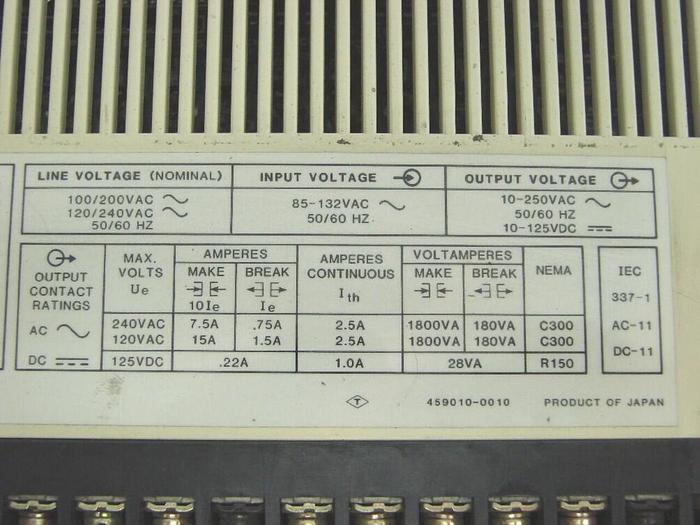 LINE VOLTAGE (NOMINAL)
100/200VAC
120/240VAC
50/60 HZ
INPUT VOLTAGE
85-132VAC
50/60 HZ
OUTPUT VOLTAGE
10-250VAC
50/60 HZ
10-125VDC
OUTPUT
CONTACT
RATINGS
MAX.
VOLTS
Ue
AMPERES
MAKE
10Ie
BREAK
Ie
AMPERES
CONTINUOUS
Ith
VOLTAMPERES
MAKE
BREAK
NEMA
AC
240VAC 7.5A .75A 2.5A 1800VA 180VA C300
120VAC 15A 1.5A 2.5A 1800VA 180VA C300
DC 125VDC .22A 1.0A 28VA R150
IEC
337-1
AC-11
DC-11
T 459010-0010 PRODUCT OF JAPAN